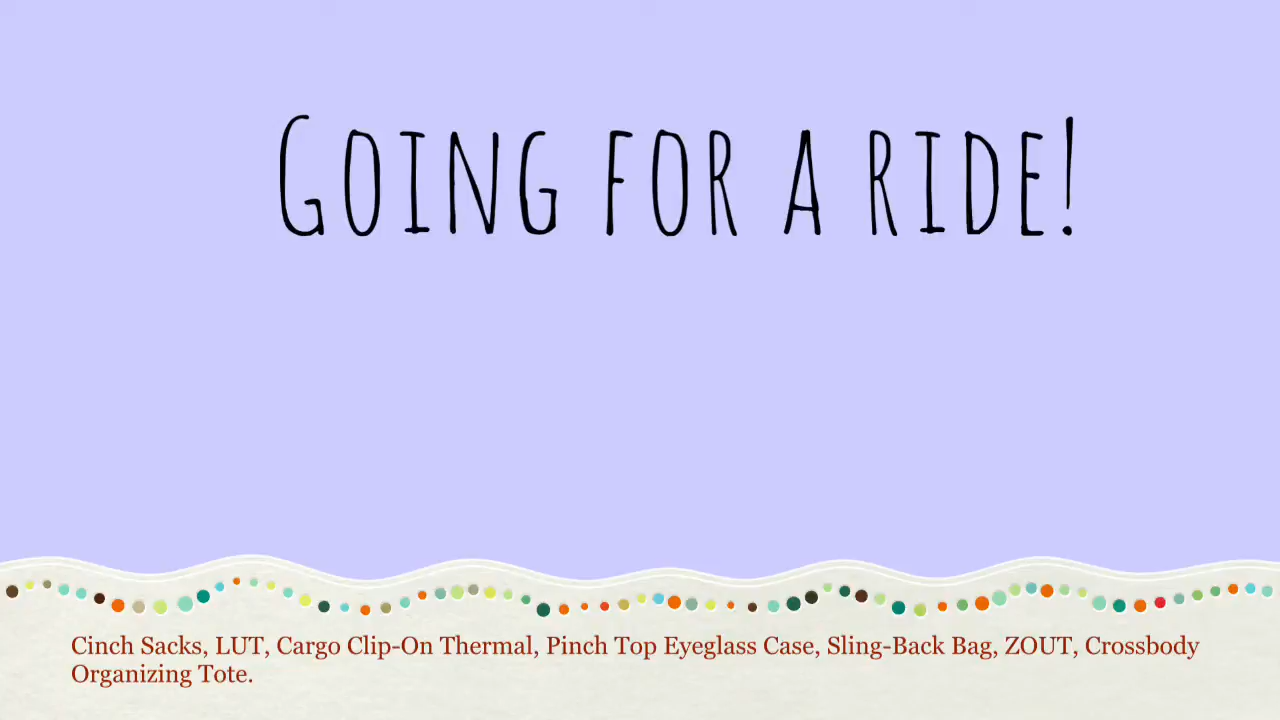 Going for a ride!
Cinch Sacks, LUT, Cargo Clip-On Thermal, Pinch Top Eyeglass Case, Sling-Back Bag, ZOUT, Crossbody
Organizing Tote.